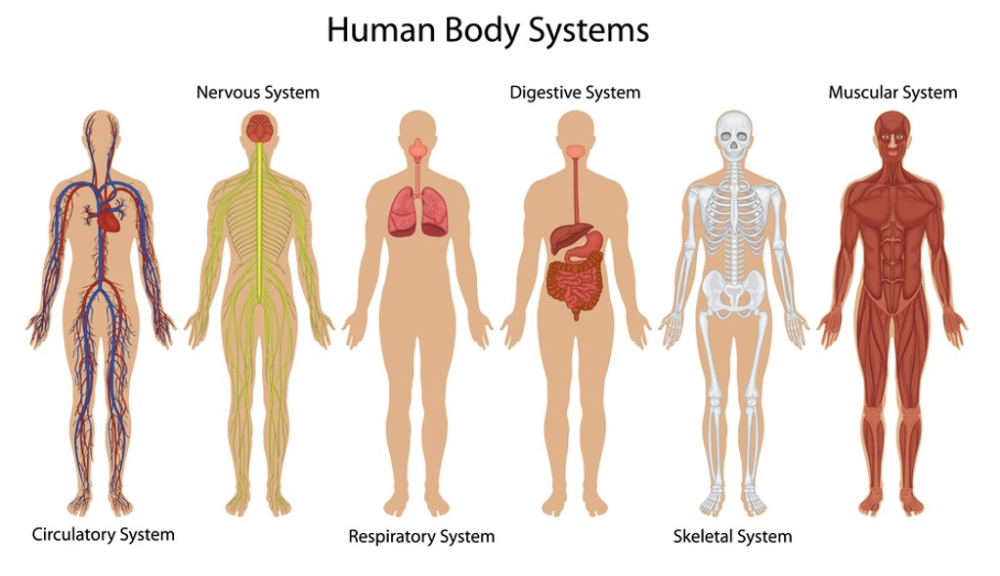 Human Body Systems
Nervous System
Digestive System
Muscular System
Circulatory System
Respiratory System
Skeletal System